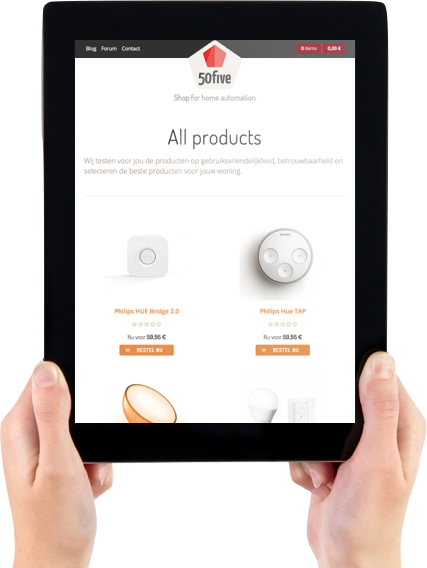 Blog Forum Contact
0 items 0,00 €
50five
Shop for home automation
All products
Wij testen voor jou de producten op gebruiksvriendelijkheid, betrouwbaarheid en
selecteren de beste producten voor jouw woning.
Philips HUE Bridge 2.0
Philips Hue TAP
Nu voor 59,95 €
Nu voor 59,95 €
BESTEL NU
BESTEL NU